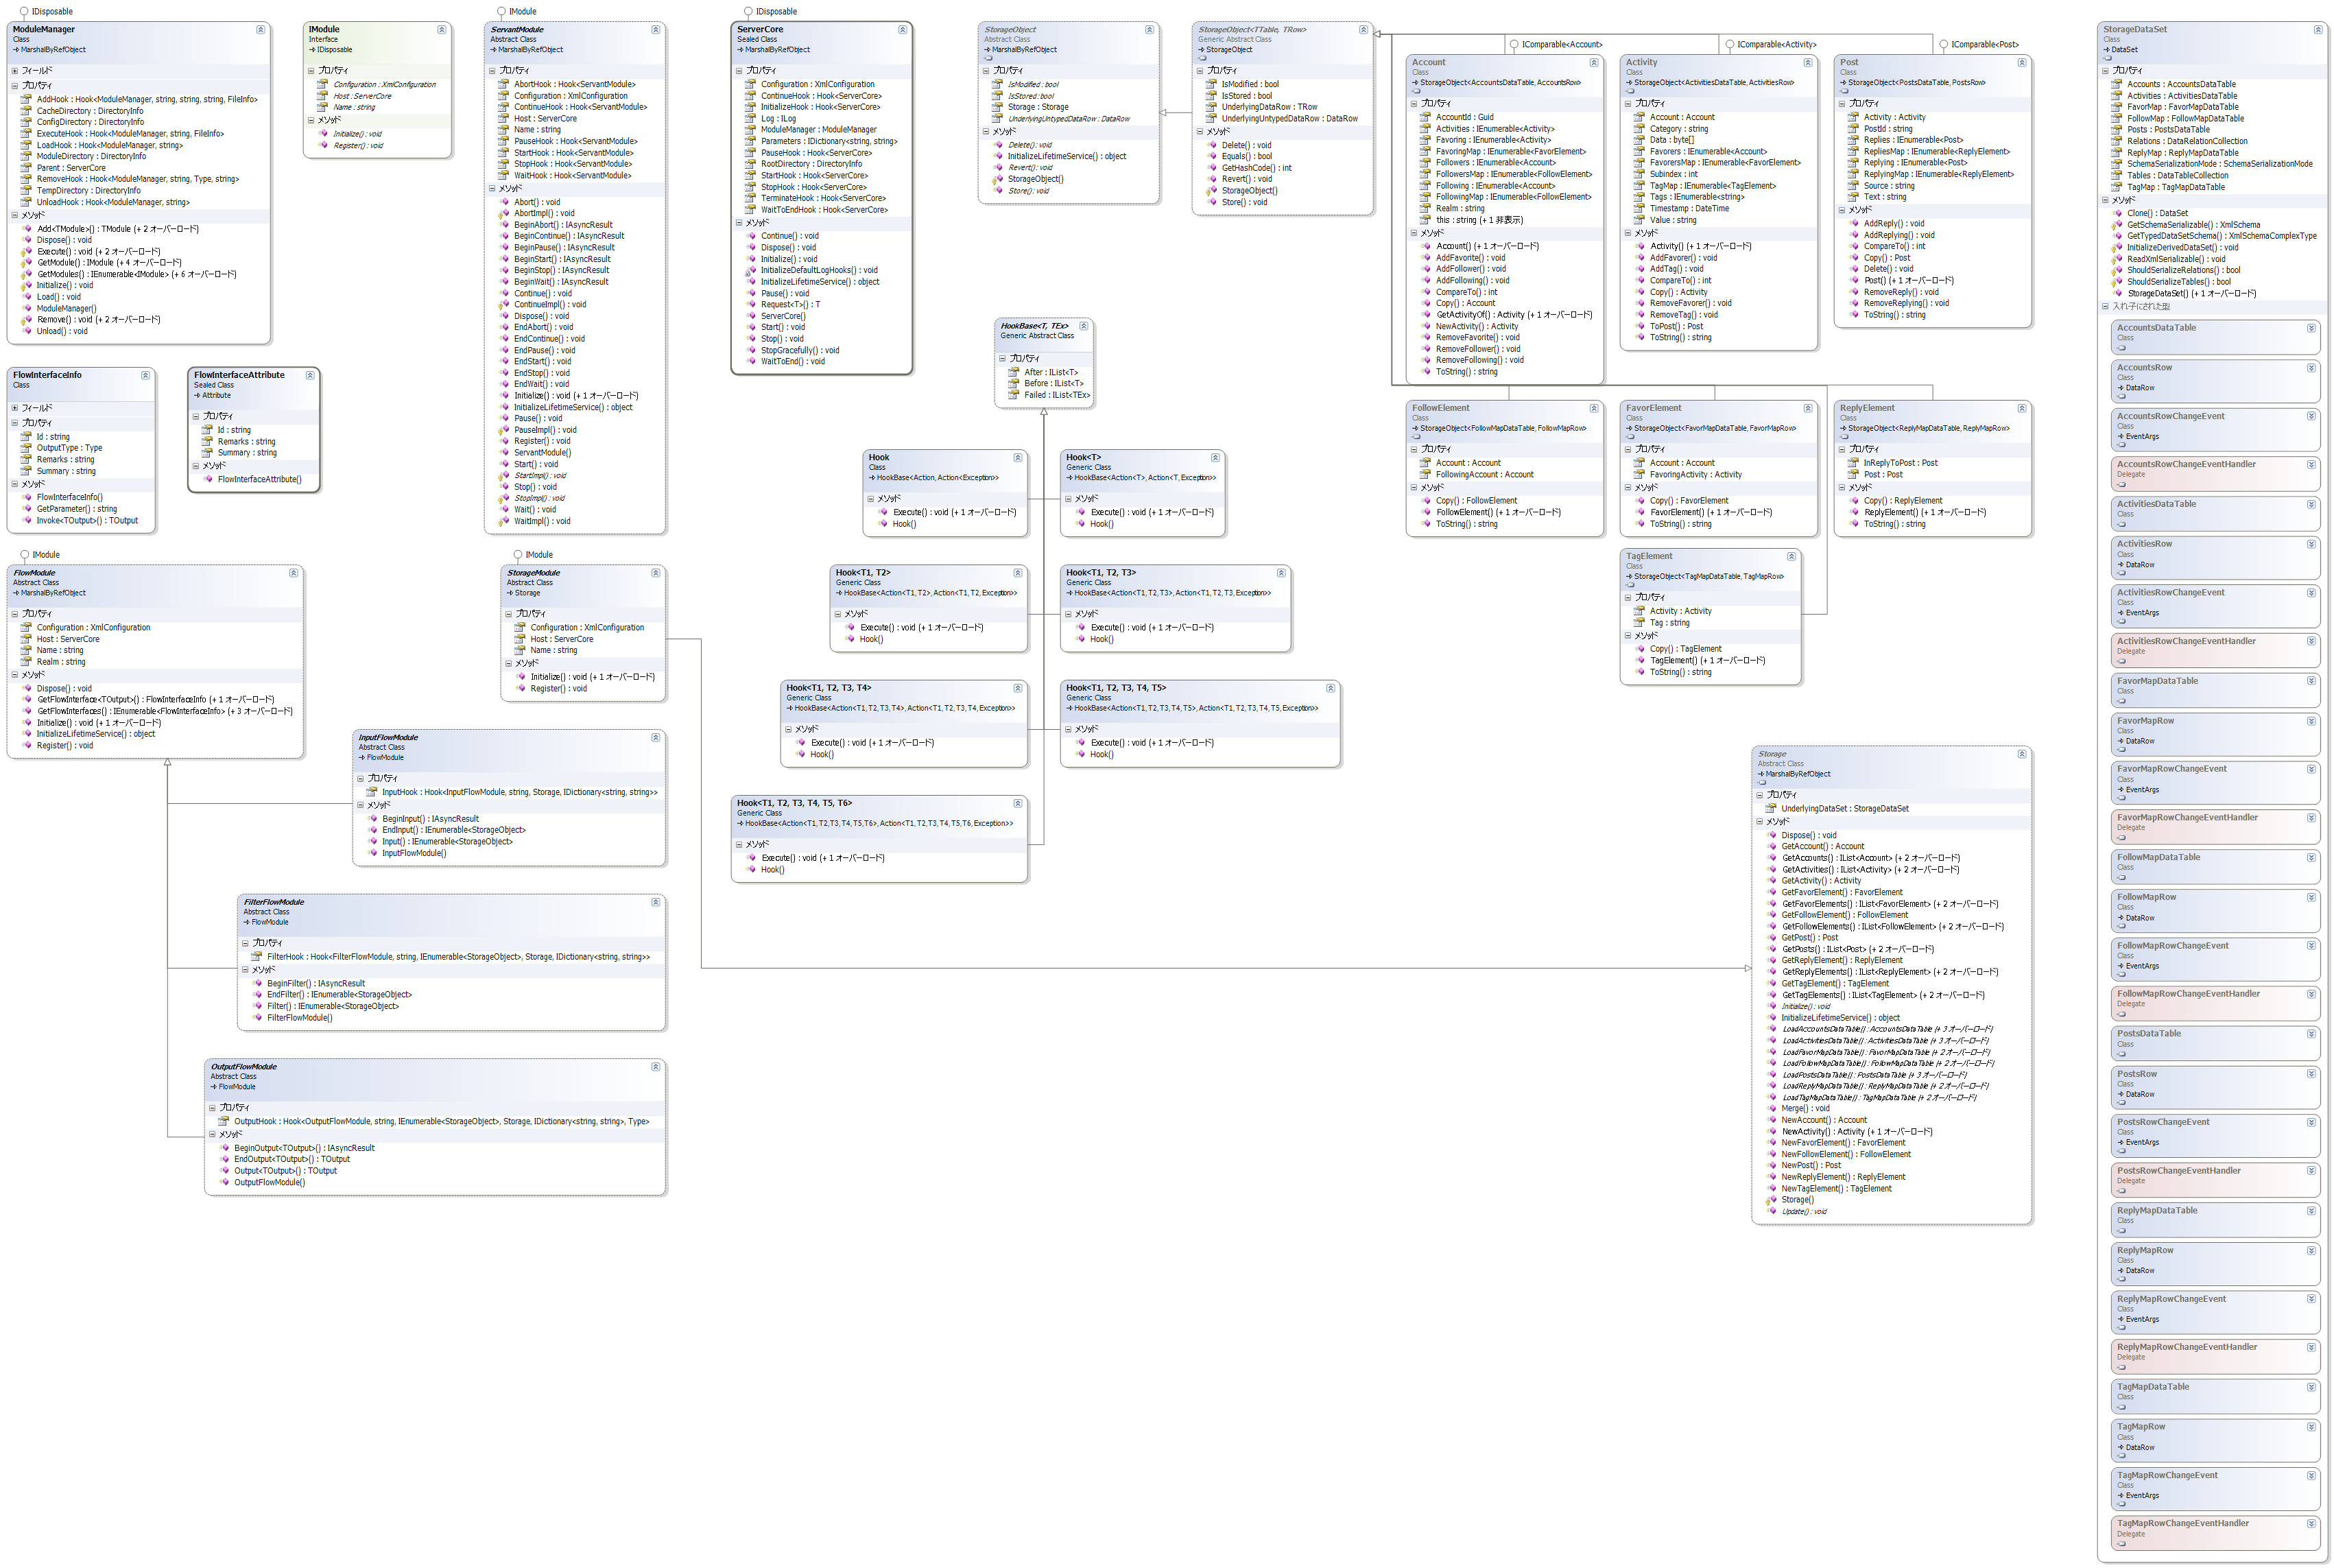 IDisposable
ModuleManager
Class
MarshalByRefObject
フィールド
プロパティ
AddHook : Hook<ModuleManager, string, string, string, FileInfo>
CacheDirectory : DirectoryInfo
ConfigDirectory : DirectoryInfo
ExecuteHook : Hook<ModuleManager, string, FileInfo>
LoadHook : Hook<ModuleManager, string>
ModuleDirectory : DirectoryInfo
Parent : ServerCore
RemoveHook : Hook<ModuleManager, string, Type, string>
TempDirectory : DirectoryInfo
UnloadHook : Hook<ModuleManager, string>
メソッド
Add<TModule>() : TModule (+ 2 オーバーロード)
Dispose() : void
Execute() : void (+ 2 オーバーロード)
GetModule() : IModule (+ 4 オーバーロード)
GetModules() : IEnumerable<IModule> (+ 6 オーバーロード)
Initialize() : void
Load() : void
ModuleManager()
Remove() : void (+ 2 オーバーロード)
Unload() : void
IModule
Interface
IDisposable
プロパティ
Configuration : XmlConfiguration
Host : ServerCore
Name : string
メソッド
Initialize() : void
Register() : void
IModule
ServantModule
Abstract Class
MarshalByRefObject
プロパティ
AbortHook : Hook<ServantModule>
Configuration : XmlConfiguration
ContinueHook : Hook<ServantModule>
Host : ServerCore
Name : string
PauseHook : Hook<ServantModule>
StartHook : Hook<ServantModule>
StopHook : Hook<ServantModule>
WaitHook : Hook<ServantModule>
メソッド
Abort() : void
AbortImpl() : void
BeginAbort() : IAsyncResult
BeginContinue() : IAsyncResult
BeginPause() : IAsyncResult
BeginStart() : IAsyncResult
BeginStop() : IAsyncResult
BeginWait() : IAsyncResult
Continue() : void
ContinueImpl() : void
Dispose() : void
EndAbort() : void
EndContinue() : void
EndPause() : void
EndStart() : void
EndStop() : void
EndWait() : void
Initialize() : void (+ 1 オーバーロード)
InitializeLifetimeService() : object
Pause() : void
PauseImpl() : void
Register() : void
ServantModule()
Start() : void
StartImpl() : void
Stop() : void
StopImpl() : void
Wait() : void
WaitImpl() : void
IDisposable
ServerCore
Sealed Class
MarshalByRefObject
プロパティ
Configuration : XmlConfiguration
ContinueHook : Hook<ServerCore>
InitializeHook : Hook<ServerCore>
Log : ILog
ModuleManager : ModuleManager
Parameters : IDictionary<string, string>
PauseHook : Hook<ServerCore>
RootDirectory : DirectoryInfo
StartHook : Hook<ServerCore>
StopHook : Hook<ServerCore>
TerminateHook : Hook<ServerCore>
WaitToEndHook : Hook<ServerCore>
メソッド
Continue() : void
Dispose() : void
Initialize() : void
InitializeDefaultLogHooks() : void
InitializeLifetimeService() : object
Pause() : void
Request<T>() : T
ServerCore()
Start() : void
Stop() : void
StopGracefully() : void
WaitToEnd() : void
StorageObject
Abstract Class
MarshalByRefObject
プロパティ
IsModified : bool
IsStored : bool
Storage : Storage
UnderlyingUntypedDataRow : DataRow
メソッド
Delete() : void
InitializeLifetimeService() : object
Revert() : void
StorageObject()
Store() : void
StorageObject<TTable, TRow>
Generic Abstract Class
StorageObject
プロパティ
IsModified : bool
IsStored : bool
UnderlyingDataRow : TRow
UnderlyingUntypedDataRow : DataRow
メソッド
Delete() : void
Equals() : bool
GetHashCode() : int
Revert() : void
StorageObject()
Store() : void
IComparable<Account>
Account
Class
StorageObject<AccountsDataTable, AccountsRow>
プロパティ
AccountId : Guid
Activities : IEnumerable<Activity>
Favoring : IEnumerable<Activity>
FavoringMap : IEnumerable<FavorElement>
Followers : IEnumerable<Account>
FollowersMap : IEnumerable<FollowElement>
Following : IEnumerable<Account>
FollowingMap : IEnumerable<FollowElement>
Realm : string
this : string (+ 1 非表示)
メソッド
Account() (+ 1 オーバーロード)
AddFavorite() : void
AddFollower() : void
AddFollowing() : void
CompareTo() : int
Copy() : Account
GetActivityOf() : Activity (+ 1 オーバーロード)
NewActivity() : Activity
RemoveFavorite() : void
RemoveFollower() : void
RemoveFollowing() : void
ToString() : string
IComparable<Activity>
Activity
Class
StorageObject<ActivitiesDataTable, ActivitiesRow>
プロパティ
Account : Account
Category : string
Data : byte[]
Favorers : IEnumerable<Account>
FavorersMap : IEnumerable<FavorElement>
Subindex : int
TagMap : IEnumerable<TagElement>
Tags : IEnumerable<string>
Timestamp : DateTime
Value : string
メソッド
Activity() (+ 1 オーバーロード)
AddFavorer() : void
AddTag() : void
CompareTo() : int
Copy() : Activity
RemoveFavorer() : void
RemoveTag() : void
ToPost() : Post
ToString() : string
IComparable<Post>
Post
Class
StorageObject<PostsDataTable, PostsRow>
プロパティ
Activity : Activity
PostId : string
Replies : IEnumerable<Post>
RepliesMap : IEnumerable<ReplyElement>
Replying : IEnumerable<Post>
ReplyingMap : IEnumerable<ReplyElement>
Source : string
Text : string
メソッド
AddReply() : void
AddReplying() : void
CompareTo() : int
Copy() : Post
Delete() : void
Post() (+ 1 オーバーロード)
RemoveReply() : void
RemoveReplying() : void
ToString() : string
StorageDataSet
Class
DataSet
プロパティ
Accounts : AccountsDataTable
Activities : ActivitiesDataTable
FavorMap : FavorMapDataTable
FollowMap : FollowMapDataTable
Posts : PostsDataTable
Relations : DataRelationCollection
ReplyMap : ReplyMapDataTable
SchemaSerializationMode : SchemaSerializationMode
Tables : DataTableCollection
TagMap : TagMapDataTable
メソッド
Clone() : DataSet
GetSchemaSerializable() : XmlSchema
GetTypedDataSetSchema() : XmlSchemaComplexType
InitializeDerivedDataSet() : void
ReadXmlSerializable() : void
ShouldSerializeRelations() : bool
ShouldSerializeTables() : bool
StorageDataSet() (+ 1 オーバーロード)
入れ子にされた型
AccountsDataTable
Class
AccountsRow
Class
DataRow
AccountsRowChangeEvent
Class
EventArgs
AccountsRowChangeEventHandler
Delegate
ActivitiesDataTable
Class
ActivitiesRow
Class
DataRow
ActivitiesRowChangeEvent
Class
EventArgs
ActivitiesRowChangeEventHandler
Delegate
FavorMapDataTable
Class
FavorMapRow
Class
DataRow
FavorMapRowChangeEvent
Class
EventArgs
FavorMapRowChangeEventHandler
Delegate
FollowMapDataTable
Class
FollowMapRow
Class
DataRow
FollowMapRowChangeEvent
Class
EventArgs
FollowMapRowChangeEventHandler
Delegate
PostsDataTable
Class
PostsRow
Class
DataRow
PostsRowChangeEvent
Class
EventArgs
PostsRowChangeEventHandler
Delegate
ReplyMapDataTable
Class
ReplyMapRow
Class
DataRow
ReplyMapRowChangeEvent
Class
EventArgs
ReplyMapRowChangeEventHandler
Delegate
TagMapDataTable
Class
TagMapRow
Class
DataRow
TagMapRowChangeEvent
Class
EventArgs
TagMapRowChangeEventHandler
Delegate
FlowInterfaceInfo
Class
フィールド
プロパティ
Id : string
OutputType : Type
Remarks : string
Summary : string
メソッド
FlowInterfaceInfo()
GetParameter() : string
Invoke<TOutput>() : TOutput
FlowInterfaceAttribute
Sealed Class
Attribute
プロパティ
Id : string
Remarks : string
Summary : string
メソッド
FlowInterfaceAttribute()
HookBase<T, TEx>
Generic Abstract Class
プロパティ
After : IList<T>
Before : IList<T>
Failed : IList<TEx>
Hook
Class
HookBase<Action, Action<Exception>>
メソッド
Execute() : void (+ 1 オーバーロード)
Hook()
Hook<T>
Generic Class
HookBase<Action<T>, Action<T, Exception>>
メソッド
Execute() : void (+ 1 オーバーロード)
Hook()
Hook<T1, T2>
Generic Class
HookBase<Action<T1, T2>, Action<T1, T2, Exception>>
メソッド
Execute() : void (+ 1 オーバーロード)
Hook()
Hook<T1, T2, T3>
Generic Class
HookBase<Action<T1, T2, T3>, Action<T1, T2, T3, Exception>>
メソッド
Execute() : void (+ 1 オーバーロード)
Hook()
Hook<T1, T2, T3, T4>
Generic Class
HookBase<Action<T1, T2, T3, T4>, Action<T1, T2, T3, T4, Exception>>
メソッド
Execute() : void (+ 1 オーバーロード)
Hook()
Hook<T1, T2, T3, T4, T5>
Generic Class
HookBase<Action<T1, T2, T3, T4, T5>, Action<T1, T2, T3, T4, T5, Exception>>
メソッド
Execute() : void (+ 1 オーバーロード)
Hook()
Hook<T1, T2, T3, T4, T5, T6>
Generic Class
HookBase<Action<T1, T2, T3, T4, T5, T6>, Action<T1, T2, T3, T4, T5, T6, Exception>>
メソッド
Execute() : void (+ 1 オーバーロード)
Hook()
FollowElement
Class
StorageObject<FollowMapDataTable, FollowMapRow>
プロパティ
Account : Account
FollowingAccount : Account
メソッド
Copy() : FollowElement
FollowElement() (+ 1 オーバーロード)
ToString() : string
FavorElement
Class
StorageObject<FavorMapDataTable, FavorMapRow>
プロパティ
Account : Account
FavoringActivity : Activity
メソッド
Copy() : FavorElement
FavorElement() (+ 1 オーバーロード)
ToString() : string
ReplyElement
Class
StorageObject<ReplyMapDataTable, ReplyMapRow>
プロパティ
InReplyToPost : Post
Post : Post
メソッド
Copy() : ReplyElement
ReplyElement() (+ 1 オーバーロード)
ToString() : string
TagElement
Class
StorageObject<TagMapDataTable, TagMapRow>
プロパティ
Activity : Activity
Tag : string
メソッド
Copy() : TagElement
TagElement() (+ 1 オーバーロード)
ToString() : string
IModule
FlowModule
Abstract Class
MarshalByRefObject
プロパティ
Configuration : XmlConfiguration
Host : ServerCore
Name : string
Realm : string
メソッド
Dispose() : void
GetFlowInterface<TOutput>() : FlowInterfaceInfo (+ 1 オーバーロード)
GetFlowInterfaces() : IEnumerable<FlowInterfaceInfo> (+ 3 オーバーロード)
Initialize() : void (+ 1 オーバーロード)
InitializeLifetimeService() : object
Register() : void
IModule
StorageModule
Abstract Class
Storage
プロパティ
Configuration : XmlConfiguration
Host : ServerCore
Name : string
メソッド
Initialize() : void (+ 1 オーバーロード)
Register() : void
InputFlowModule
Abstract Class
FlowModule
プロパティ
InputHook : Hook<InputFlowModule, string, Storage, IDictionary<string, string>>
メソッド
BeginInput() : IAsyncResult
EndInput() : IEnumerable<StorageObject>
Input() : IEnumerable<StorageObject>
InputFlowModule()
FilterFlowModule
Abstract Class
FlowModule
プロパティ
FilterHook : Hook<FilterFlowModule, string, IEnumerable<StorageObject>, Storage, IDictionary<string, string>>
メソッド
BeginFilter() : IAsyncResult
EndFilter() : IEnumerable<StorageObject>
Filter() : IEnumerable<StorageObject>
FilterFlowModule()
OutputFlowModule
Abstract Class
FlowModule
プロパティ
OutputHook : Hook<OutputFlowModule, string, IEnumerable<StorageObject>, Storage, IDictionary<string, string>, Type>
メソッド
BeginOutput<TOutput>() : IAsyncResult
EndOutput<TOutput>() : TOutput
Output<TOutput>() : TOutput
OutputFlowModule()
Storage
Abstract Class
MarshalByRefObject
プロパティ
UnderlyingDataSet : StorageDataSet
メソッド
Dispose() : void
GetAccount() : Account
GetAccounts() : IList<Account> (+ 2 オーバーロード)
GetActivities() : IList<Activity> (+ 2 オーバーロード)
GetActivity() : Activity
GetFavorElement() : FavorElement
GetFavorElements() : IList<FavorElement> (+ 2 オーバーロード)
GetFollowElement() : FollowElement
GetFollowElements() : IList<FollowElement> (+ 2 オーバーロード)
GetPost() : Post
GetPosts() : IList<Post> (+ 2 オーバーロード)
GetReplyElement() : ReplyElement
GetReplyElements() : IList<ReplyElement> (+ 2 オーバーロード)
GetTagElement() : TagElement
GetTagElements() : IList<TagElement> (+ 2 オーバーロード)
Initialize() : void
InitializeLifetimeService() : object
LoadAccountsDataTable() : AccountsDataTable (+ 3 オーバーロード)
LoadActivitiesDataTable() : ActivitiesDataTable (+ 3 オーバーロード)
LoadFavorMapDataTable() : FavorMapDataTable (+ 2 オーバーロード)
LoadFollowMapDataTable() : FollowMapDataTable (+ 2 オーバーロード)
LoadPostsDataTable() : PostsDataTable (+ 3 オーバーロード)
LoadReplyMapDataTable() : ReplyMapDataTable (+ 2 オーバーロード)
LoadTagMapDataTable() : TagMapDataTable (+ 2 オーバーロード)
Merge() : void
NewAccount() : Account
NewActivity() : Activity (+ 1 オーバーロード)
NewFavorElement() : FavorElement
NewFollowElement() : FollowElement
NewPost() : Post
NewReplyElement() : ReplyElement
NewTagElement() : TagElement
Storage()
Update() : void